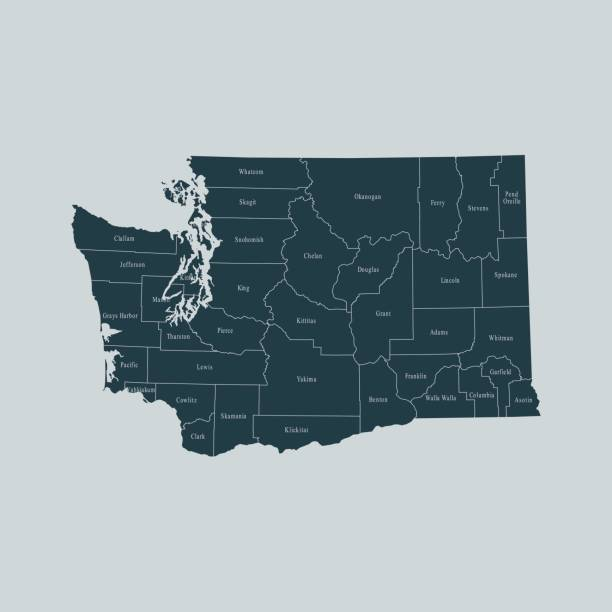 Whatcom
Okanogan
Pend
Oreille
Skagit
Ferry
Stevens
Clallam
Snohomish
Chelan
Jefferson
Douglas
Spokane
Lincoln
King
Mason
Grays Harbor
Grant
Kittitas
Pierce
Adams
Thurston
Whitman
Pacific
Lewis
Yakima
Franklin
Garfield
Wahkiakum
Cowlitz
Benton
Walla Walla
Columbia
Asotin
Skamania
Clark